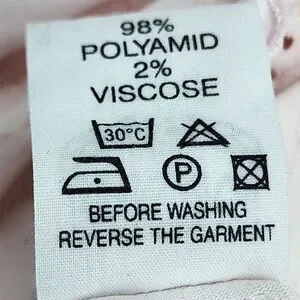 98%
POLYAMID
2%
VISCOSE
30°C
P
BEFORE WASHING
REVERSE THE GARMENT